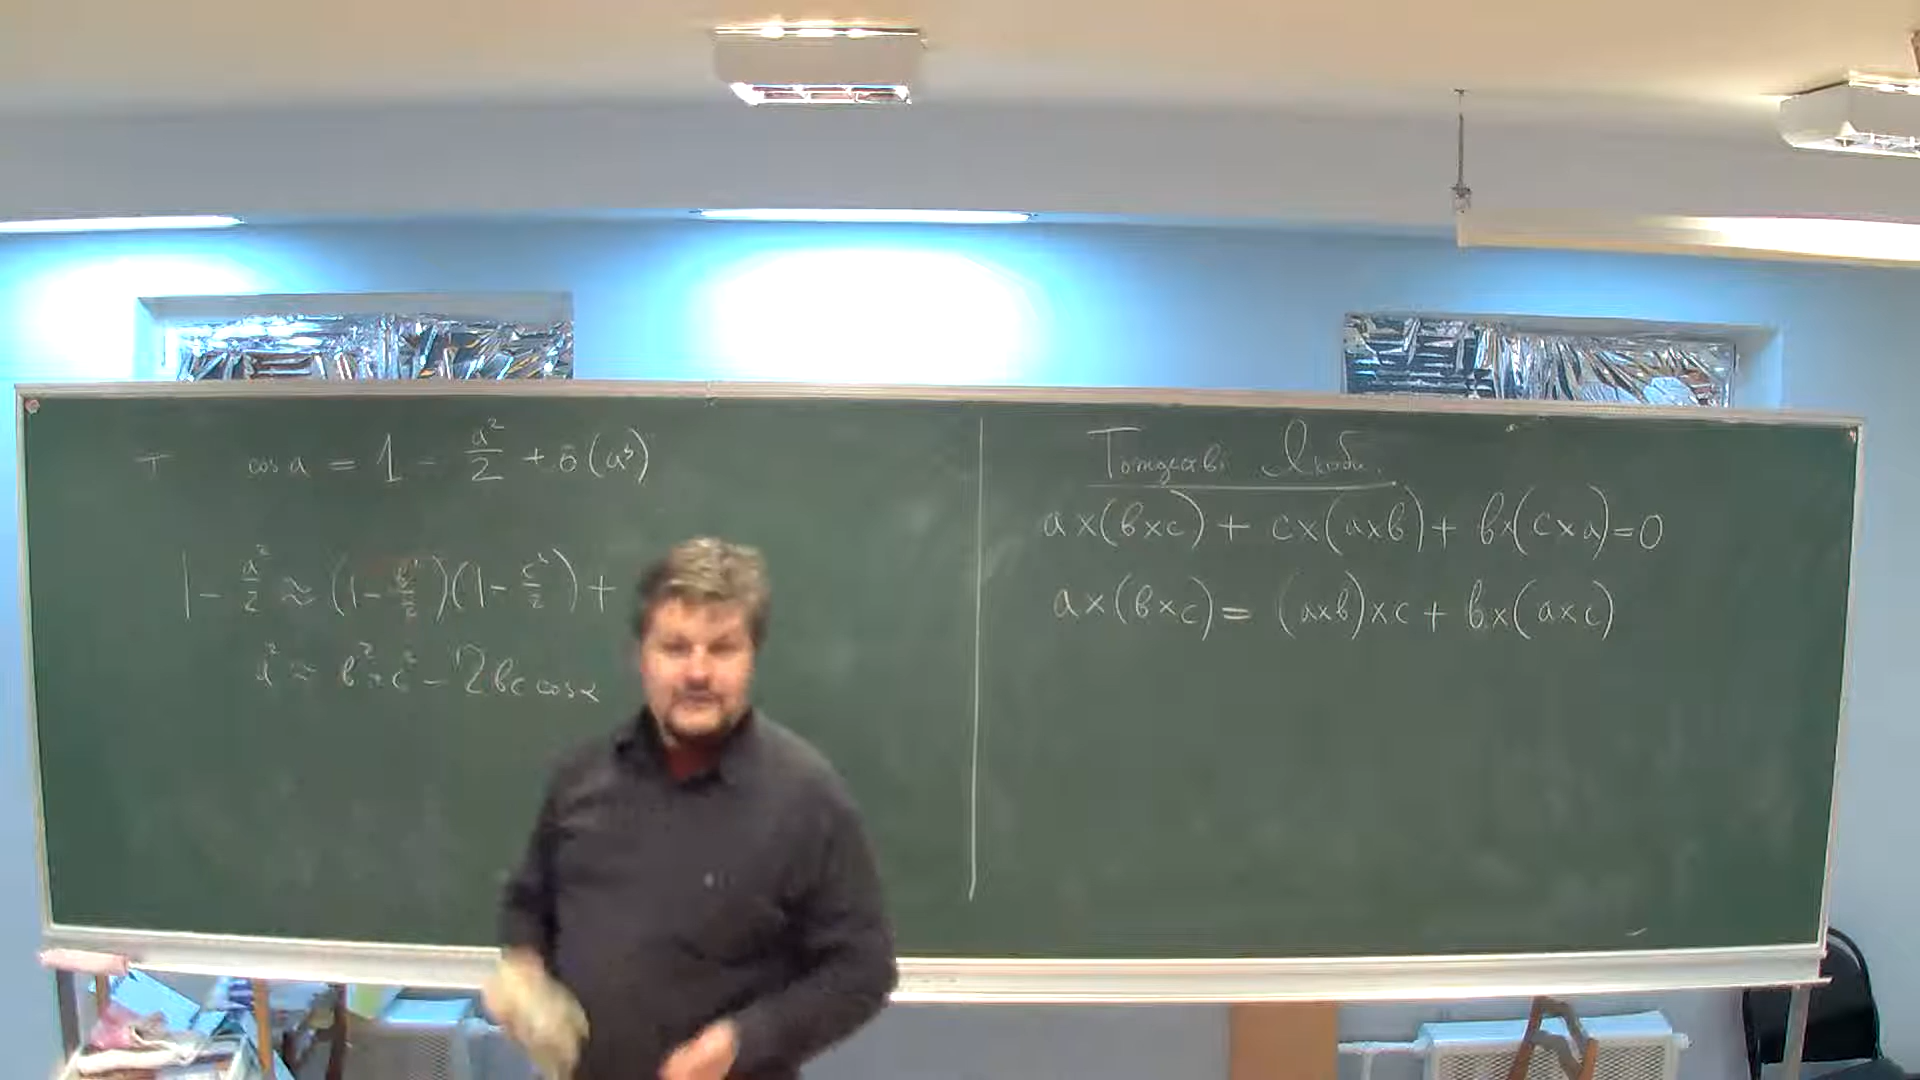 cos a = 1 - a²/2 + ō(a³)
1 - a²/2 ≈ (1 - b²/2)(1 - c²/2) +
a² ≈ b² + c² - 2bc cos α
Тождество Якоби.
a×(b×c) + c×(a×b) + b×(c×a) = 0
a×(b×c) = (a×b)×c + b×(a×c)